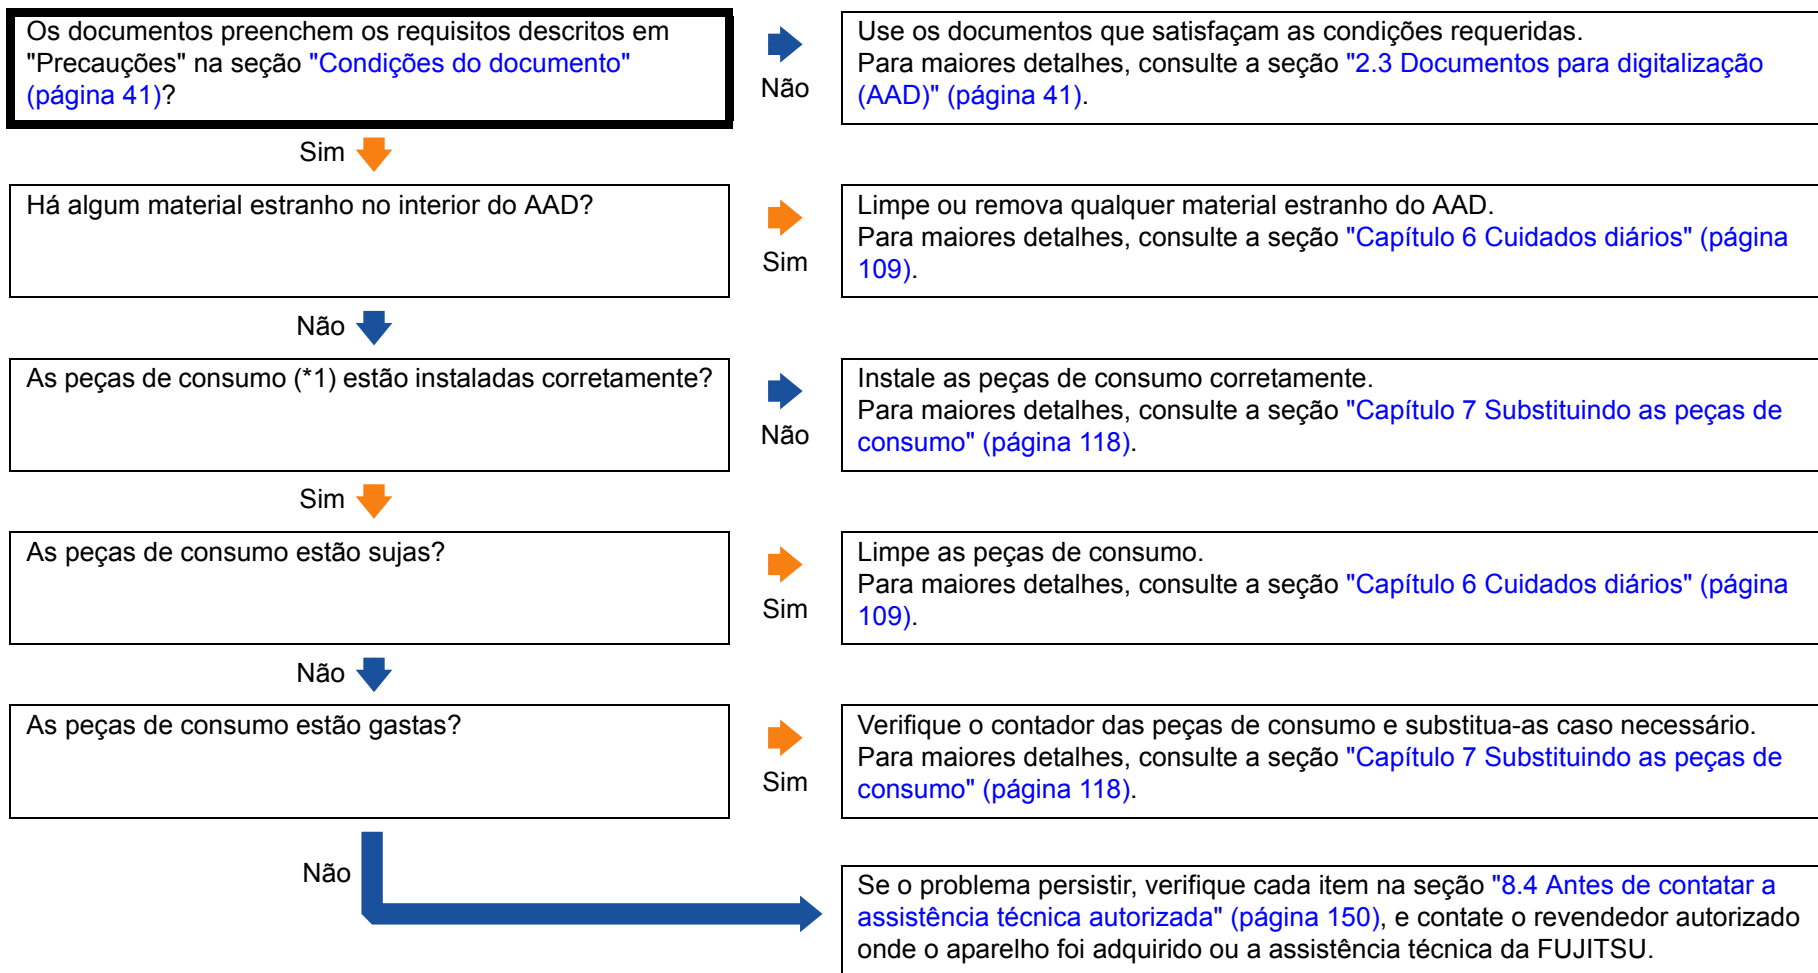 Os documentos preenchem os requisitos descritos em
"Precauções" na seção "Condições do documento"
(página 41)?
Não
Use os documentos que satisfaçam as condições requeridas.
Para maiores detalhes, consulte a seção "2.3 Documentos para digitalização
(AAD)" (página 41).
Sim
Há algum material estranho no interior do AAD?
Sim
Limpe ou remova qualquer material estranho do AAD.
Para maiores detalhes, consulte a seção "Capítulo 6 Cuidados diários" (página
109).
Não
As peças de consumo (*1) estão instaladas corretamente?
Não
Instale as peças de consumo corretamente.
Para maiores detalhes, consulte a seção "Capítulo 7 Substituindo as peças de
consumo" (página 118).
Sim
As peças de consumo estão sujas?
Sim
Limpe as peças de consumo.
Para maiores detalhes, consulte a seção "Capítulo 6 Cuidados diários" (página
109).
Não
As peças de consumo estão gastas?
Sim
Verifique o contador das peças de consumo e substitua-as caso necessário.
Para maiores detalhes, consulte a seção "Capítulo 7 Substituindo as peças de
consumo" (página 118).
Não
Se o problema persistir, verifique cada item na seção "8.4 Antes de contatar a
assistência técnica autorizada" (página 150), e contate o revendedor autorizado
onde o aparelho foi adquirido ou a assistência técnica da FUJITSU.